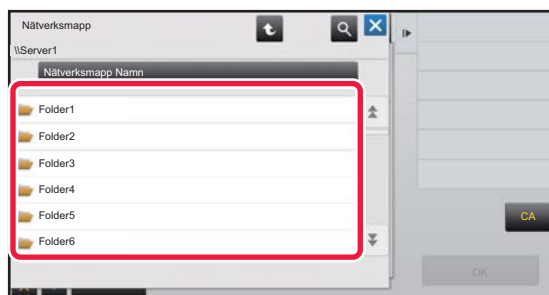 Nätverksmapp
\\Server1
Nätverksmapp Namn
Folder1
Folder2
Folder3
Folder4
Folder5
Folder6
CA
OK